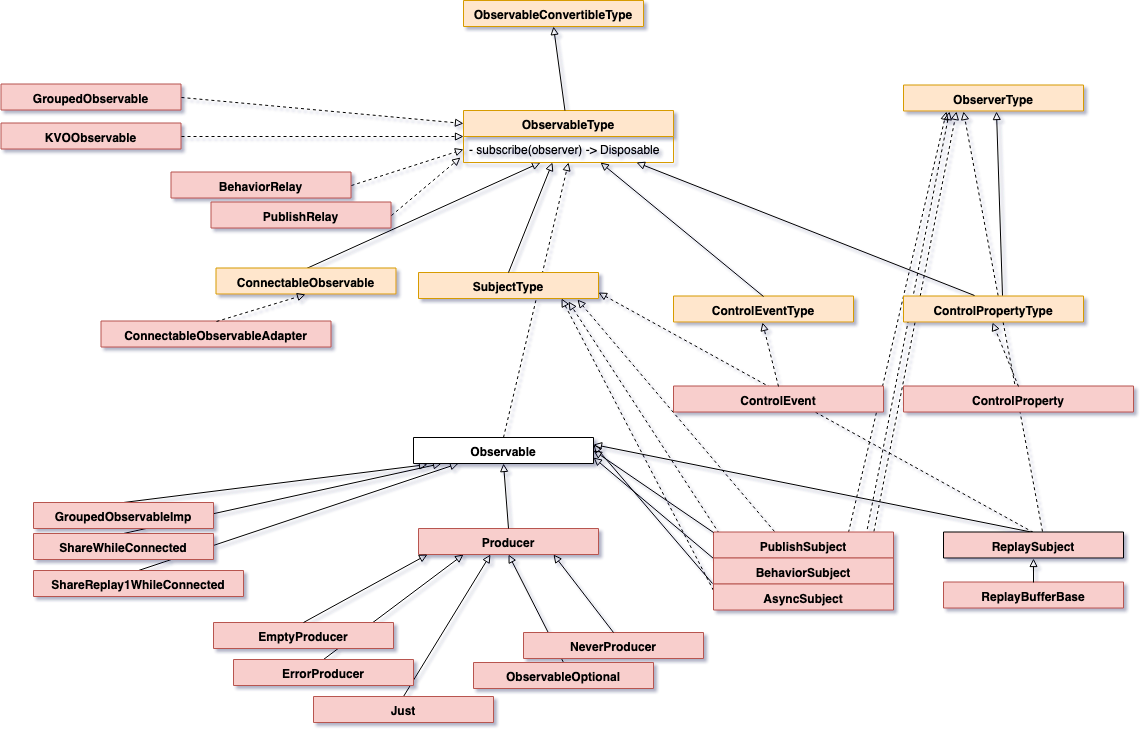 ObservableConvertibleType
GroupedObservable
ObserverType
ObservableType
KVOObservable
- subscribe(observer) -> Disposable
BehaviorRelay
PublishRelay
ConnectableObservable
SubjectType
ControlEventType
ControlPropertyType
ConnectableObservableAdapter
ControlEvent
ControlProperty
Observable
GroupedObservableImp
Producer
PublishSubject
ReplaySubject
ShareWhileConnected
BehaviorSubject
ShareReplay1WhileConnected
AsyncSubject
ReplayBufferBase
EmptyProducer
NeverProducer
ErrorProducer
ObservableOptional
Just